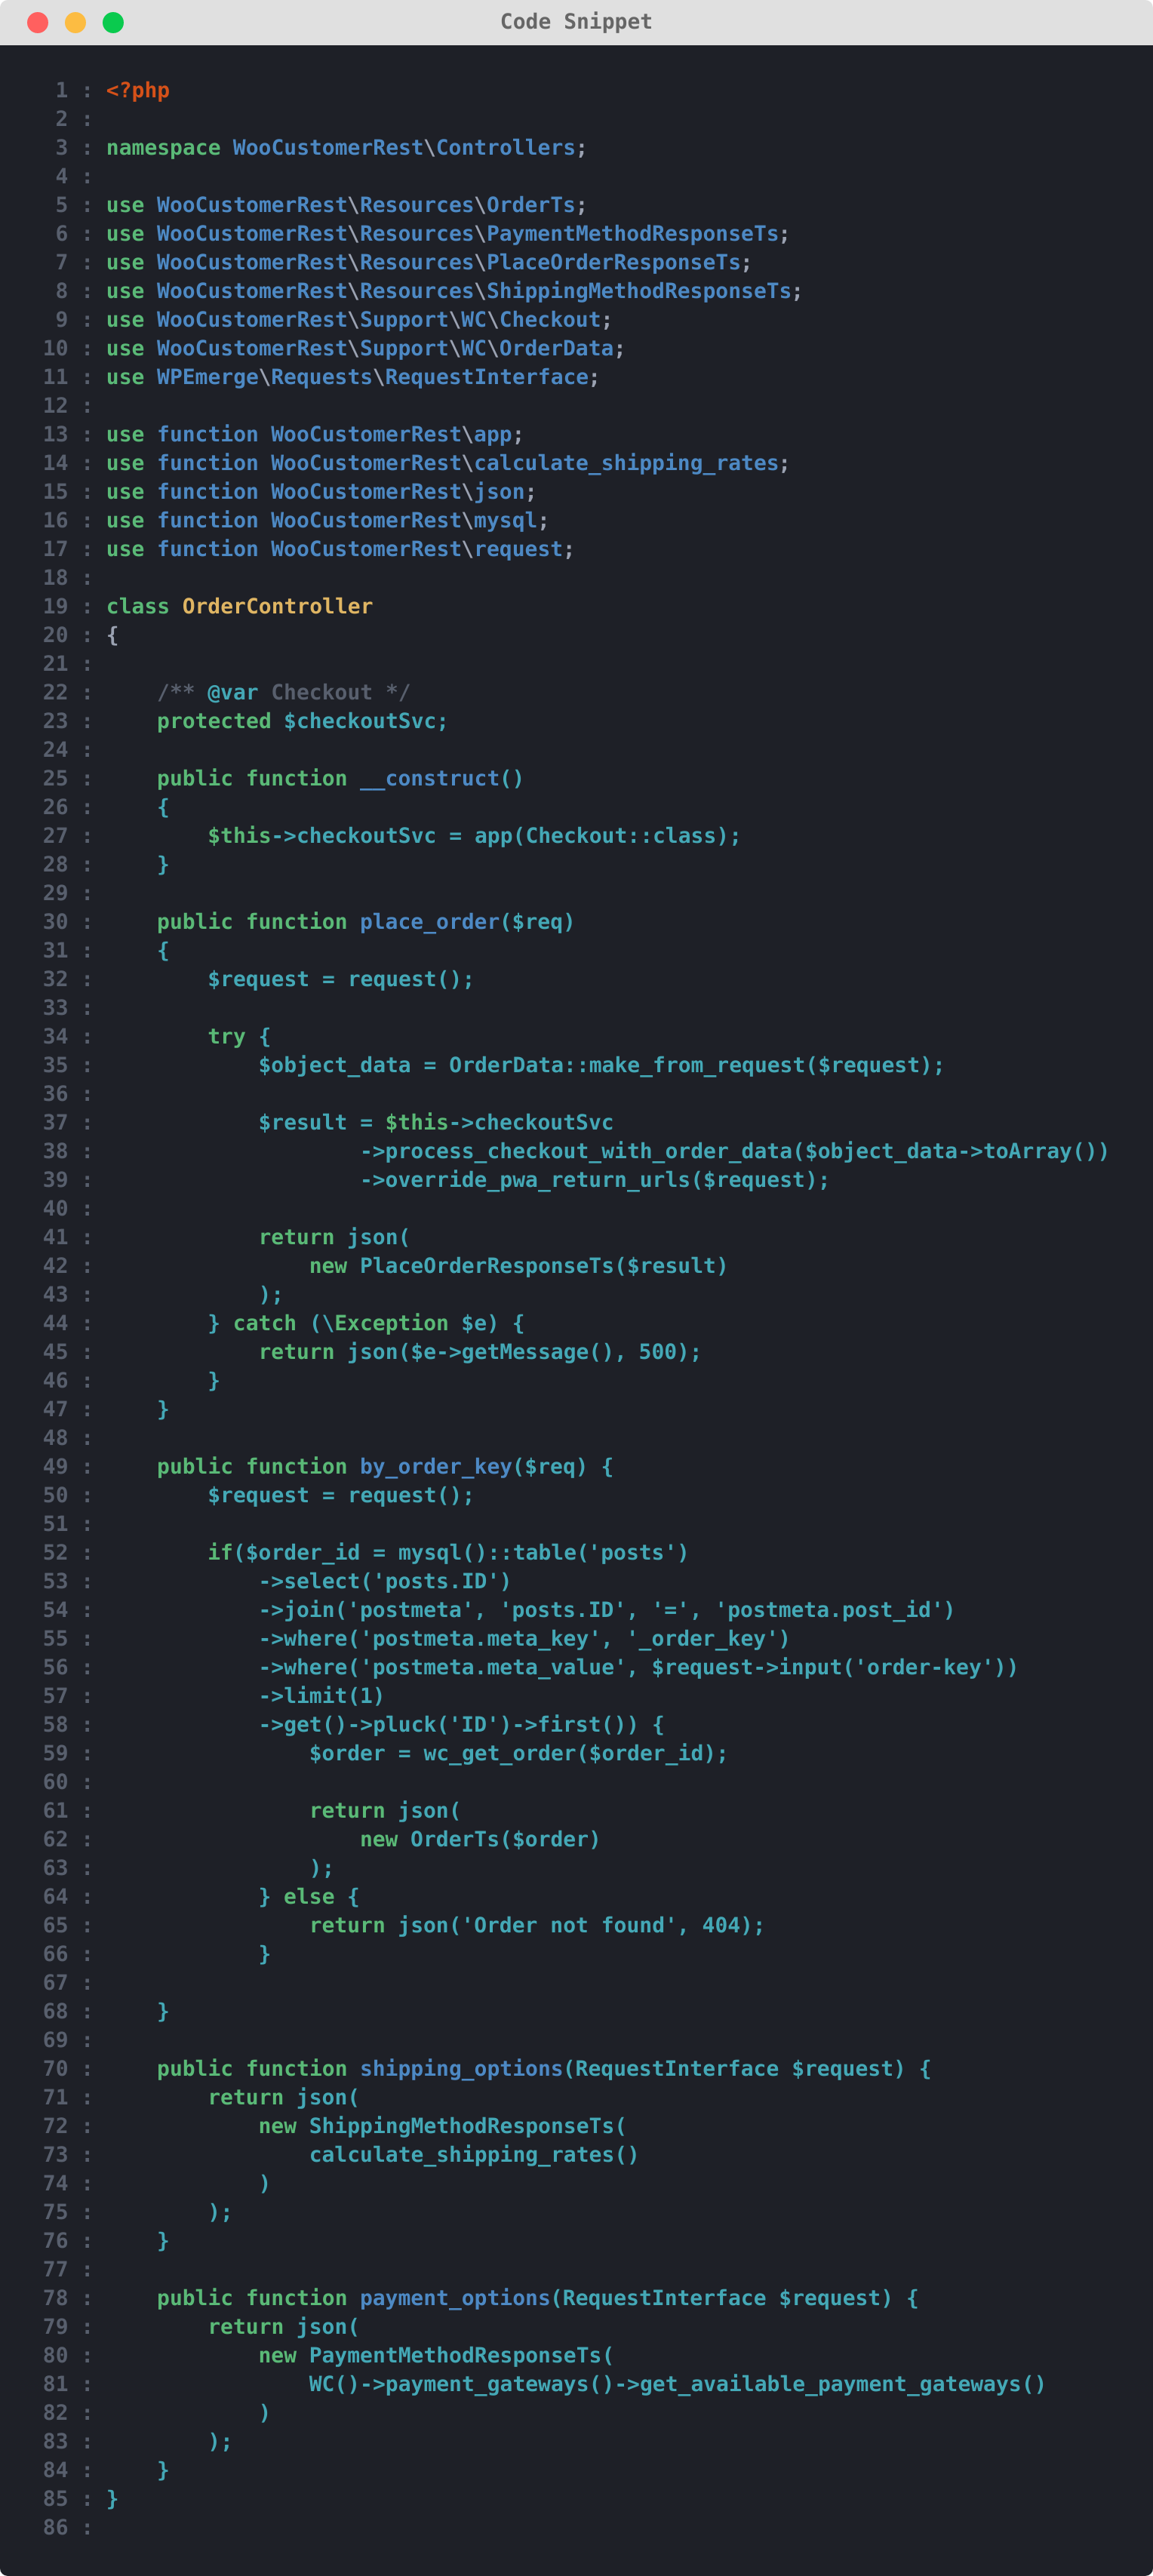 Code Snippet
1 : <?php
2 :
3 : namespace WooCustomerRest\Controllers;
4 :
5 : use WooCustomerRest\Resources\OrderTs;
6 : use WooCustomerRest\Resources\PaymentMethodResponseTs;
7 : use WooCustomerRest\Resources\PlaceOrderResponseTs;
8 : use WooCustomerRest\Resources\ShippingMethodResponseTs;
9 : use WooCustomerRest\Support\WC\Checkout;
10 : use WooCustomerRest\Support\WC\OrderData;
11 : use WPEmerge\Requests\RequestInterface;
12 :
13 : use function WooCustomerRest\app;
14 : use function WooCustomerRest\calculate_shipping_rates;
15 : use function WooCustomerRest\json;
16 : use function WooCustomerRest\mysql;
17 : use function WooCustomerRest\request;
18 :
19 : class OrderController
20 : {
21 :
22 :     /** @var Checkout */
23 :     protected $checkoutSvc;
24 :
25 :     public function __construct()
26 :     {
27 :         $this->checkoutSvc = app(Checkout::class);
28 :     }
29 :
30 :     public function place_order($req)
31 :     {
32 :         $request = request();
33 :
34 :         try {
35 :             $object_data = OrderData::make_from_request($request);
36 :
37 :             $result = $this->checkoutSvc
38 :                     ->process_checkout_with_order_data($object_data->toArray())
39 :                     ->override_pwa_return_urls($request);
40 :
41 :             return json(
42 :                 new PlaceOrderResponseTs($result)
43 :             );
44 :         } catch (\Exception $e) {
45 :             return json($e->getMessage(), 500);
46 :         }
47 :     }
48 :
49 :     public function by_order_key($req) {
50 :         $request = request();
51 :
52 :         if($order_id = mysql()::table('posts')
53 :             ->select('posts.ID')
54 :             ->join('postmeta', 'posts.ID', '=', 'postmeta.post_id')
55 :             ->where('postmeta.meta_key', '_order_key')
56 :             ->where('postmeta.meta_value', $request->input('order-key'))
57 :             ->limit(1)
58 :             ->get()->pluck('ID')->first()) {
59 :                 $order = wc_get_order($order_id);
60 :
61 :                 return json(
62 :                     new OrderTs($order)
63 :                 );
64 :             } else {
65 :                 return json('Order not found', 404);
66 :             }
67 :
68 :     }
69 :
70 :     public function shipping_options(RequestInterface $request) {
71 :         return json(
72 :             new ShippingMethodResponseTs(
73 :                 calculate_shipping_rates()
74 :             )
75 :         );
76 :     }
77 :
78 :     public function payment_options(RequestInterface $request) {
79 :         return json(
80 :             new PaymentMethodResponseTs(
81 :                 WC()->payment_gateways()->get_available_payment_gateways()
82 :             )
83 :         );
84 :     }
85 : }
86 :